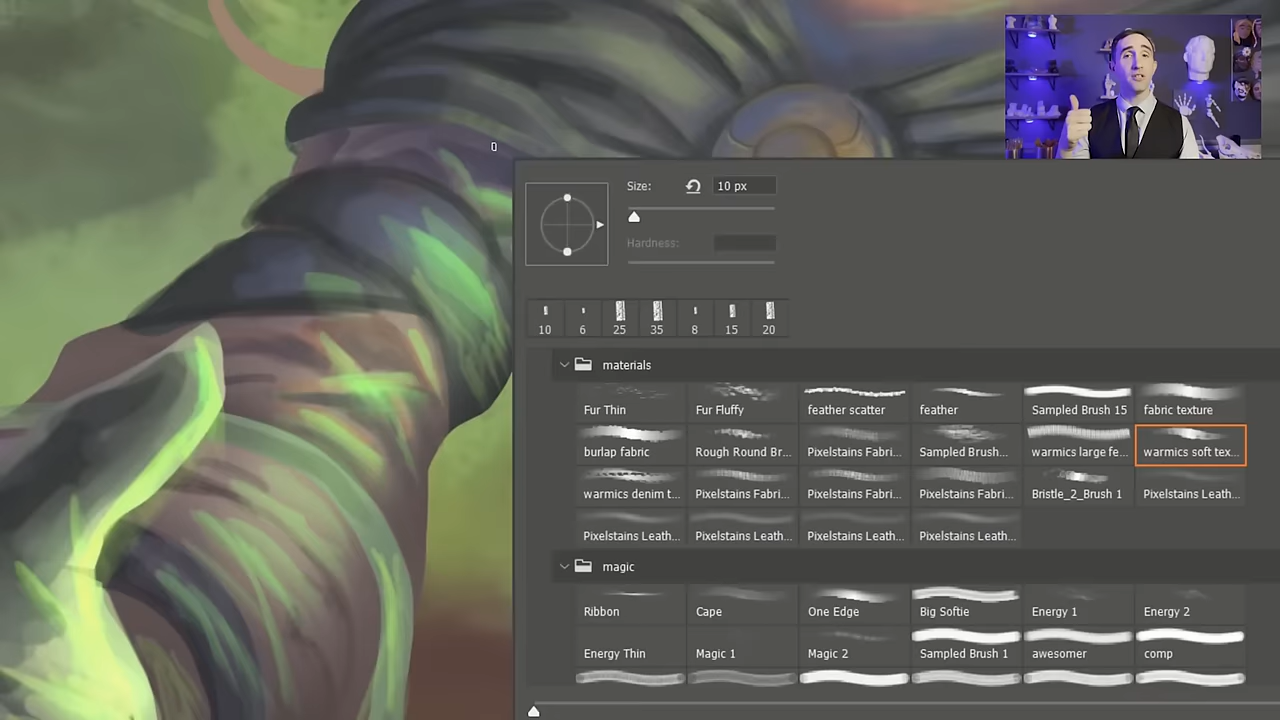 Size: 10 px
Hardness:
10 6 25 35 8 15 20
materials
Fur Thin Fur Fluffy feather scatter feather Sampled Brush 15 fabric texture
burlap fabric Rough Round Br... Pixelstains Fabri... Sampled Brush... warmics large fe... warmics soft tex...
warmics denim t... Pixelstains Fabri... Pixelstains Fabri... Pixelstains Fabri... Bristle_2_Brush 1 Pixelstains Leath...
Pixelstains Leath... Pixelstains Leath... Pixelstains Leath... Pixelstains Leath...
magic
Ribbon Cape One Edge Big Softie Energy 1 Energy 2
Energy Thin Magic 1 Magic 2 Sampled Brush 1 awesomer comp